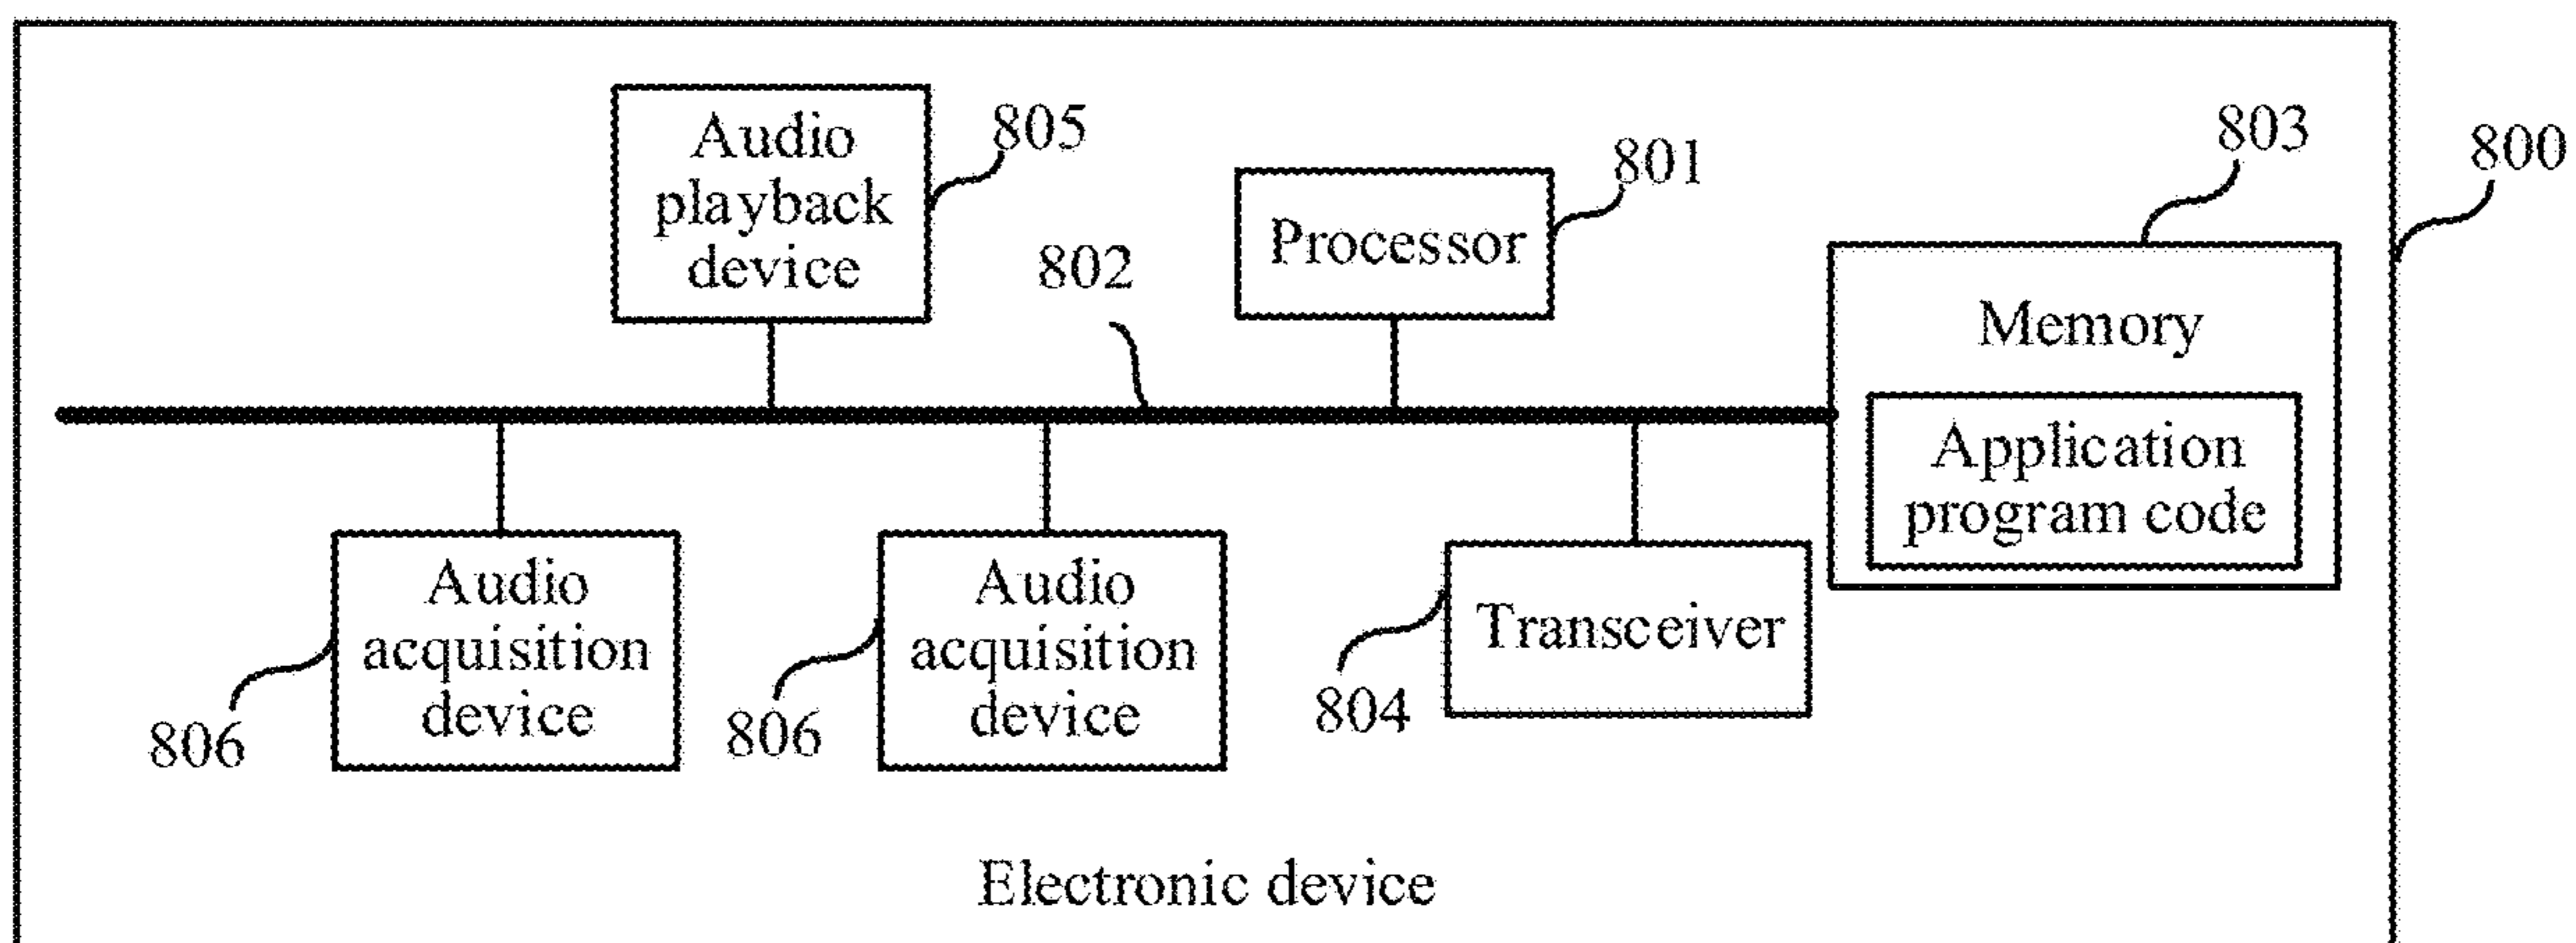 Audio
playback
device
805
Processor
801
803
800
802
Memory
Application
program code
Audio
acquisition
device
806
Audio
acquisition
device
806
Transceiver
804
Electronic device